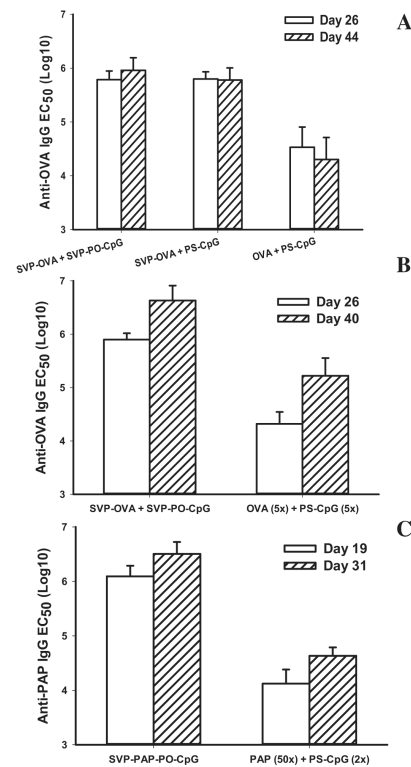 A
Anti-OVA IgG EC50 (Log10)
7
6
5
4
3
Day 26
Day 44
SVP-OVA + SVP-PO-CpG
SVP-OVA + PS-CpG
OVA + PS-CpG
B
Anti-OVA IgG EC50 (Log10)
7
6
5
4
3
Day 26
Day 40
SVP-OVA + SVP-PO-CpG
OVA (5x) + PS-CpG (5x)
C
Anti-PAP IgG EC50 (Log10)
7
6
5
4
3
Day 19
Day 31
SVP-PAP-PO-CpG
PAP (50x) + PS-CpG (2x)